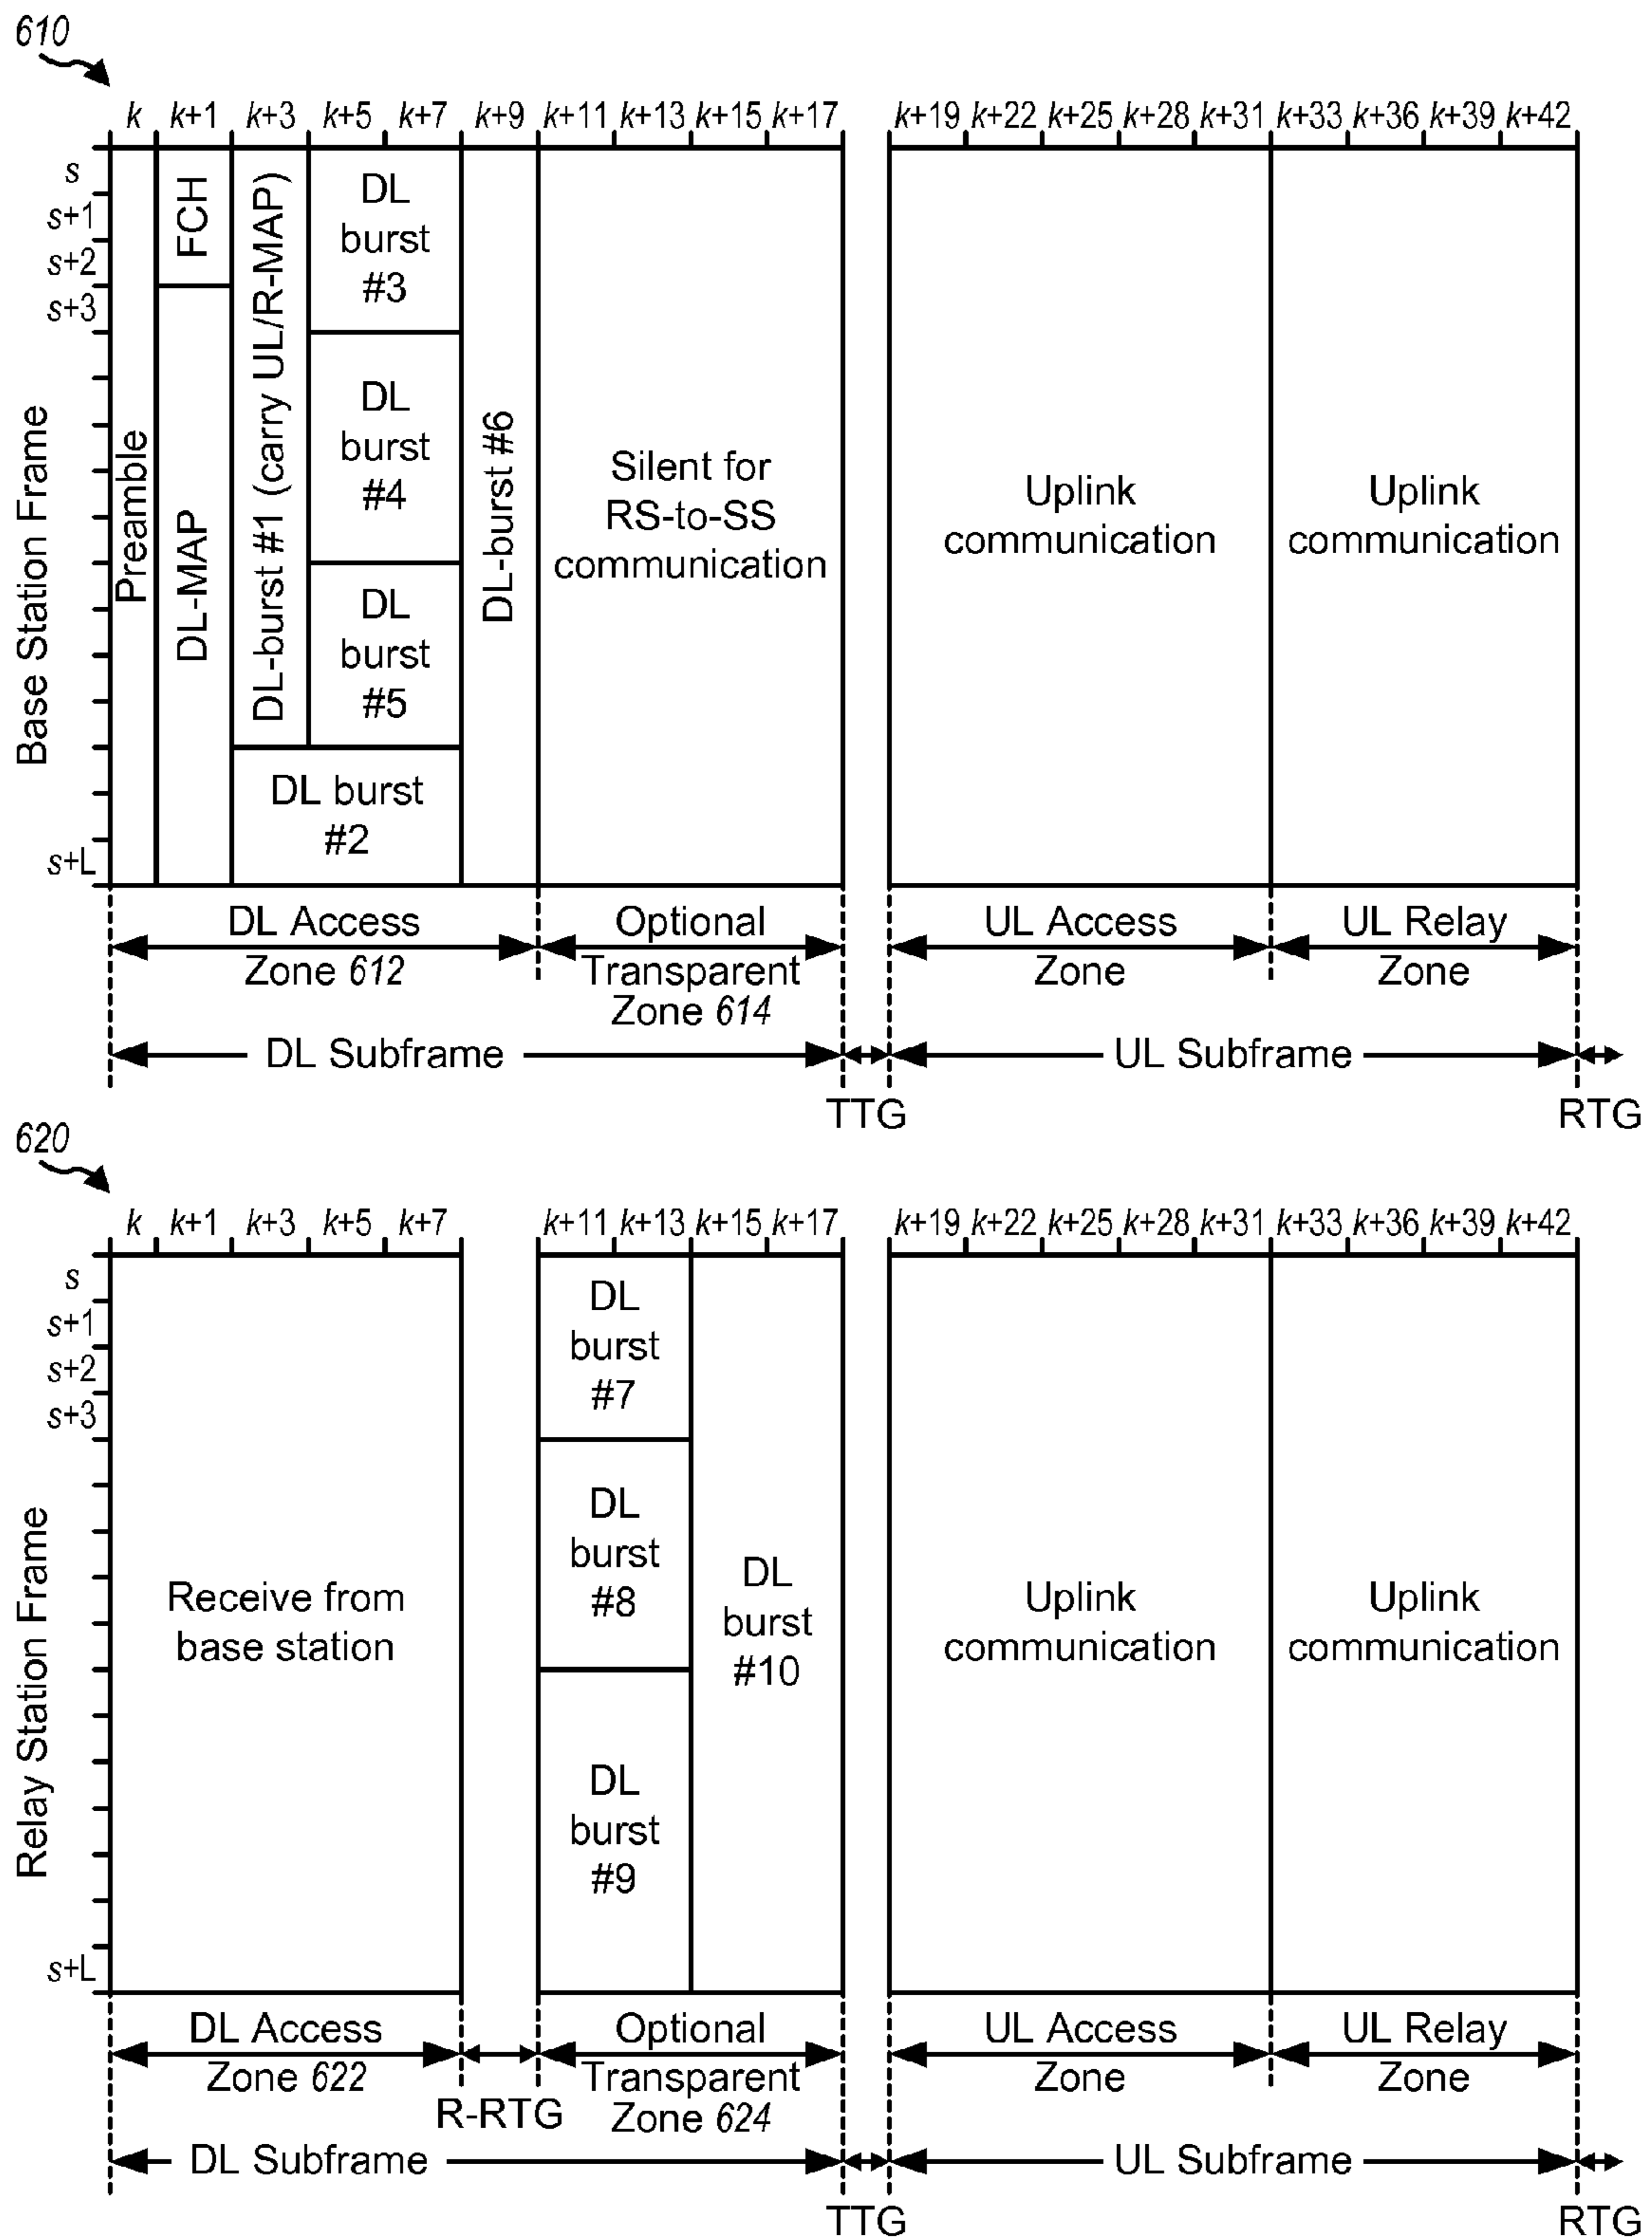 610
k k+1 k+3 k+5 k+7 k+9 k+11 k+13 k+15 k+17 k+19 k+22 k+25 k+28 k+31 k+33 k+36 k+39 k+42
s
s+1
s+2
s+3
s+L
Base Station Frame
Preamble
FCH
DL-MAP
DL-burst #1 (carry UL/R-MAP)
DL
burst
#3
DL
burst
#4
DL
burst
#5
DL burst
#2
DL-burst #6
Silent for
RS-to-SS
communication
Uplink
communication
Uplink
communication
DL Access
Zone 612
Optional
Transparent
Zone 614
UL Access
Zone
UL Relay
Zone
DL Subframe
TTG
UL Subframe
RTG
620
k k+1 k+3 k+5 k+7 k+11 k+13 k+15 k+17 k+19 k+22 k+25 k+28 k+31 k+33 k+36 k+39 k+42
s
s+1
s+2
s+3
s+L
Relay Station Frame
Receive from
base station
DL
burst
#7
DL
burst
#8
DL
burst
#9
DL
burst
#10
Uplink
communication
Uplink
communication
DL Access
Zone 622
R-RTG
Optional
Transparent
Zone 624
UL Access
Zone
UL Relay
Zone
DL Subframe
TTG
UL Subframe
RTG